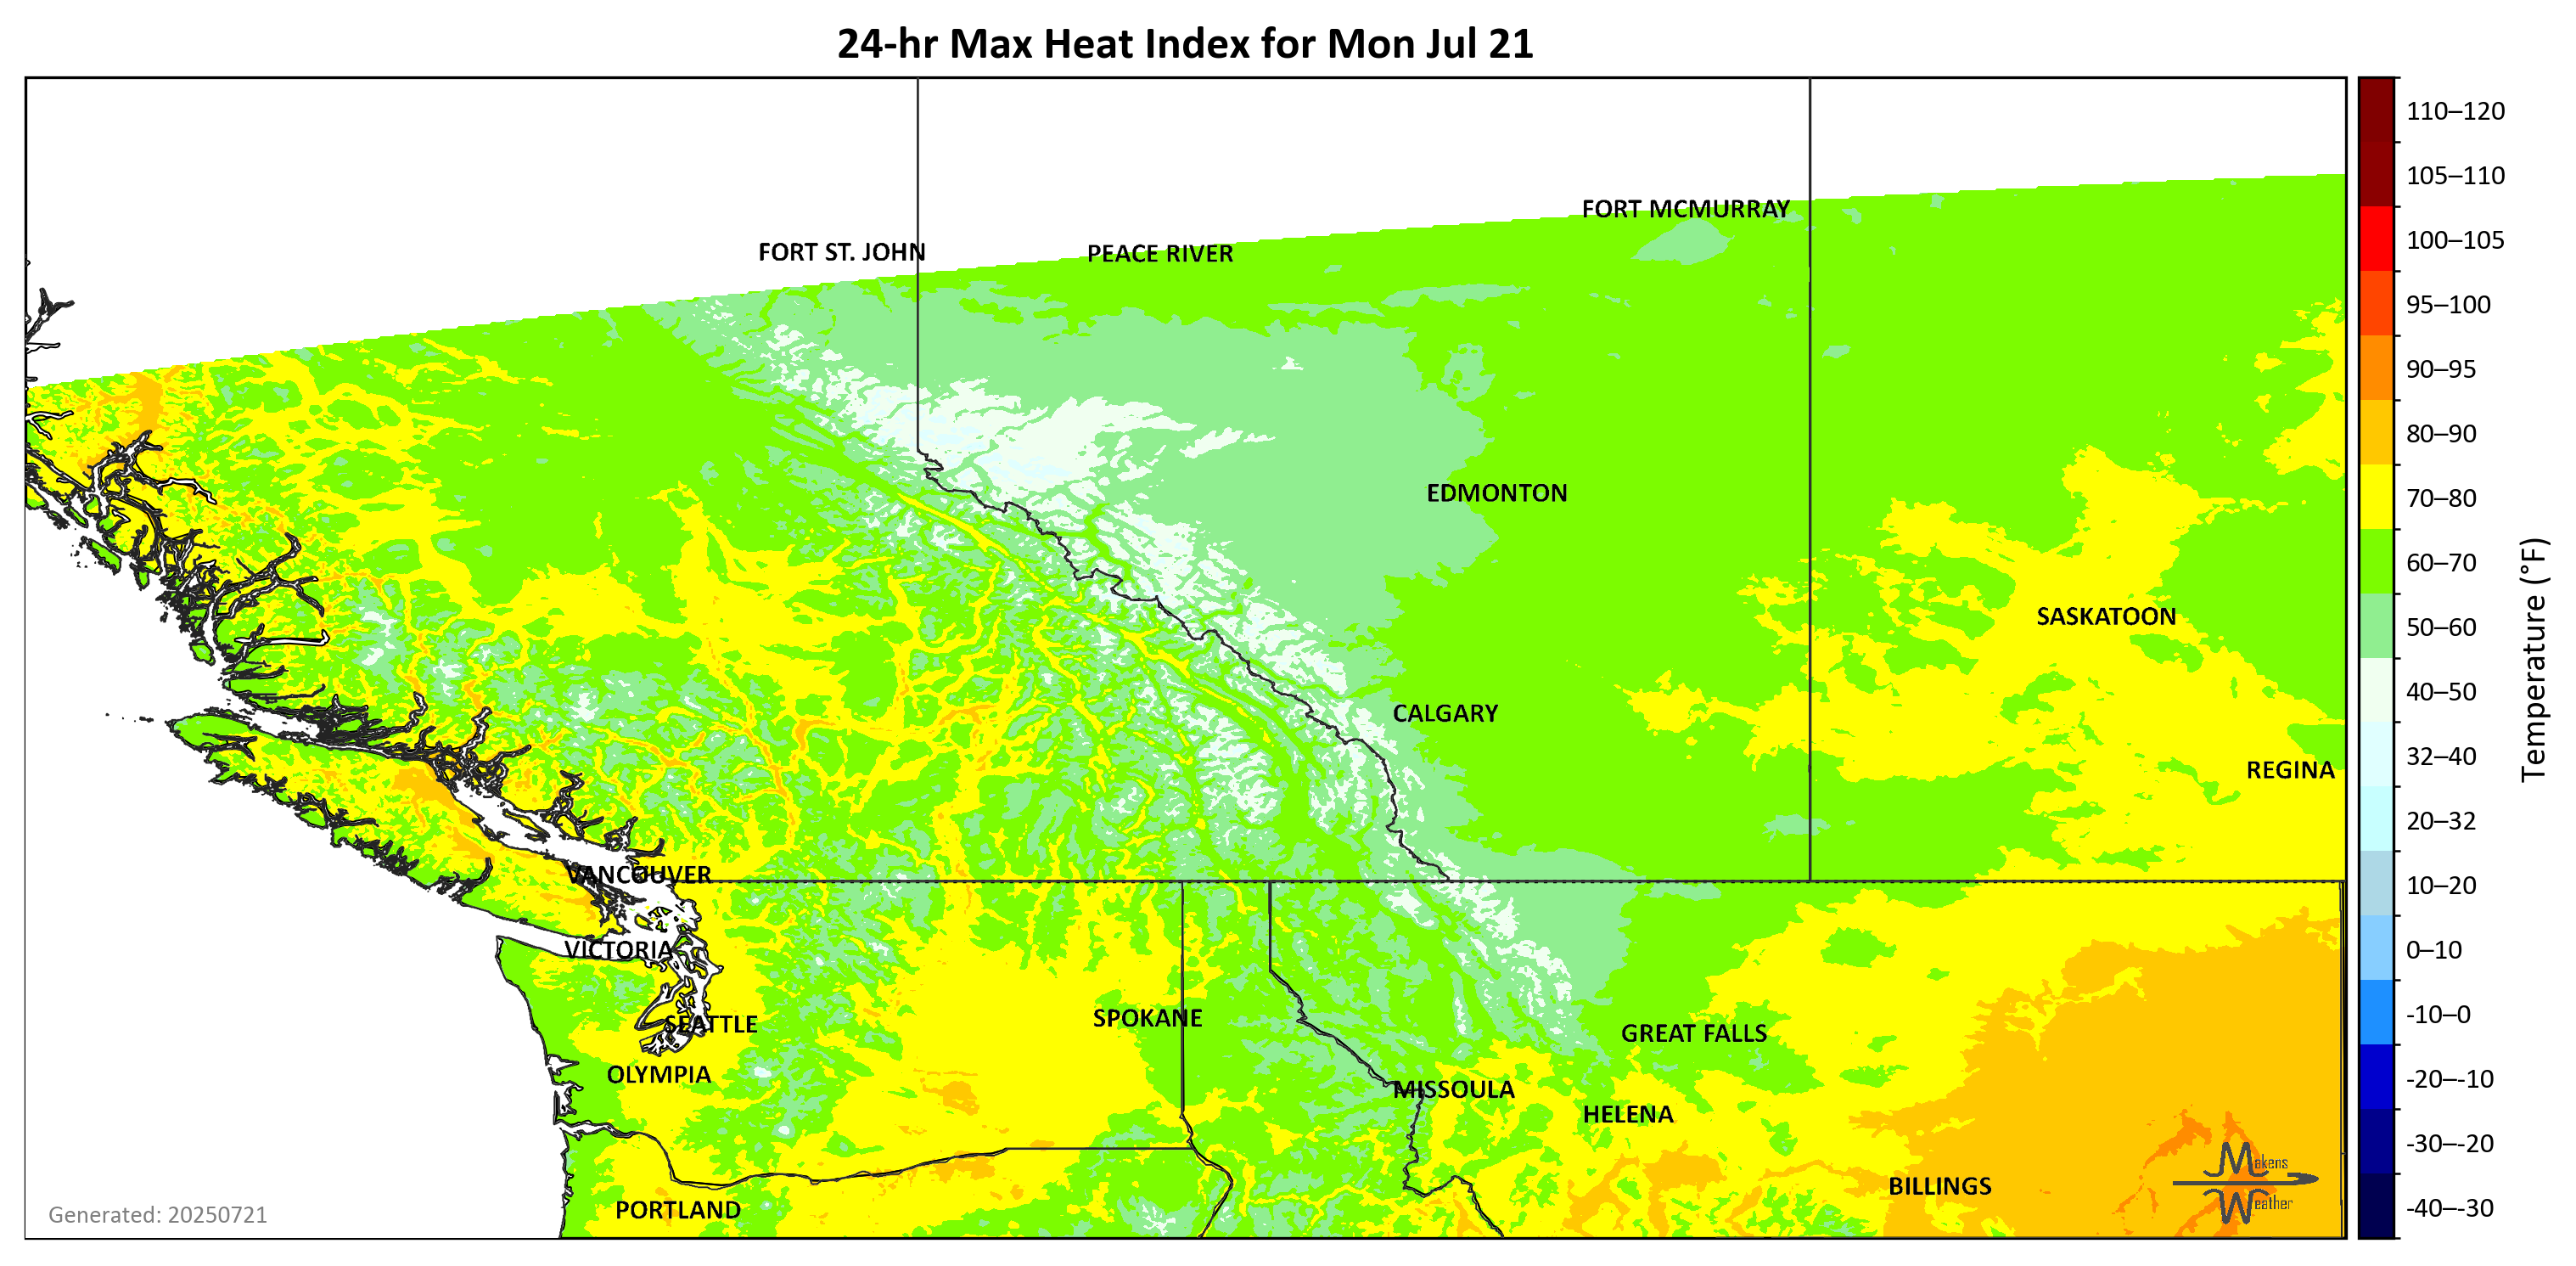 24-hr Max Heat Index for Mon Jul 21
110–120
105–110
FORT MCMURRAY
100–105
FORT ST. JOHN
PEACE RIVER
95–100
90–95
80–90
EDMONTON
70–80
60–70
SASKATOON
50–60
40–50
CALGARY
32–40
REGINA
20–32
VANCOUVER
10–20
VICTORIA
0–10
SPOKANE
-10–0
SEATTLE
GREAT FALLS
OLYMPIA
-20–-10
MISSOULA
HELENA
-30–-20
Makens
Weather
BILLINGS
PORTLAND
-40–-30
Generated: 20250721
Temperature (°F)